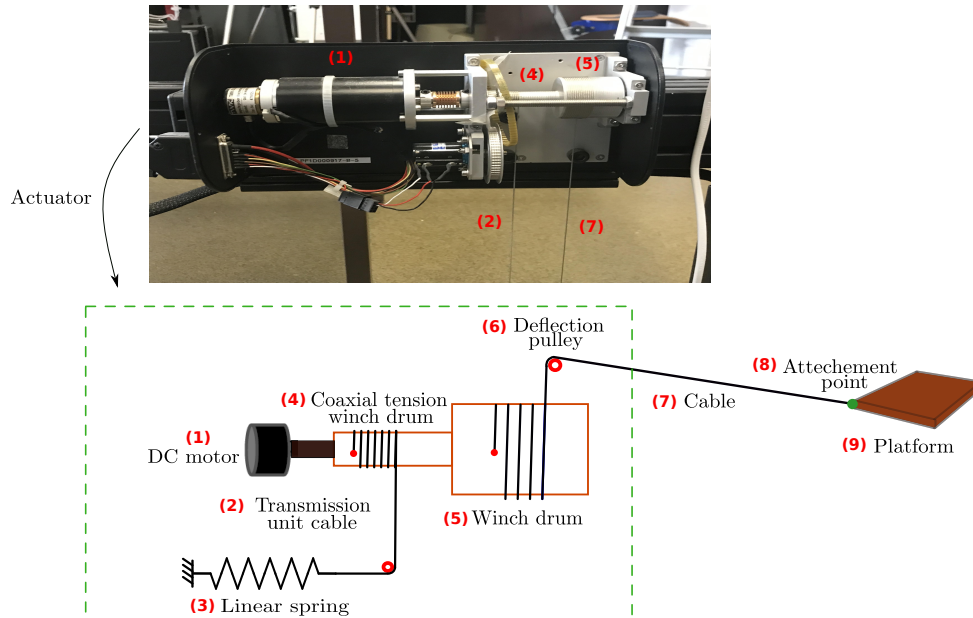 (1)
(4)
(5)
(2)
(7)
Actuator
(6) Deflection
pulley
(8) Attechement
point
(4) Coaxial tension
winch drum
(7) Cable
(1)
DC motor
(9) Platform
(2) Transmission
unit cable
(5) Winch drum
(3) Linear spring